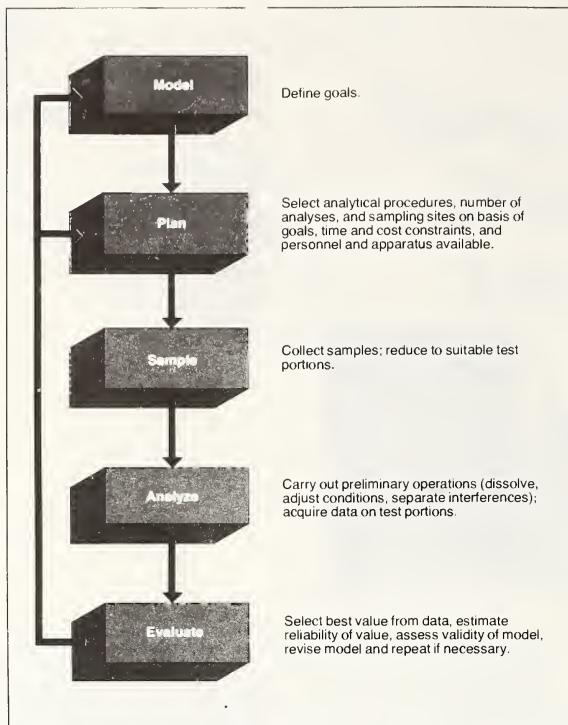 Model
Define goals.
Plan
Select analytical procedures, number of
analyses, and sampling sites on basis of
goals, time and cost constraints, and
personnel and apparatus available.
Sample
Collect samples; reduce to suitable test
portions.
Analyze
Carry out preliminary operations (dissolve,
adjust conditions, separate interferences);
acquire data on test portions.
Evaluate
Select best value from data, estimate
reliability of value, assess validity of model,
revise model and repeat if necessary.